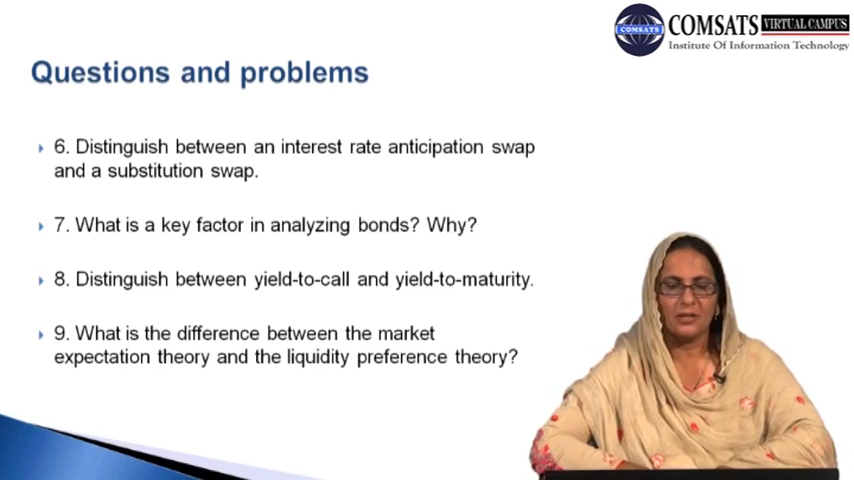 COMSATS VIRTUAL CAMPUS
COMSATS
Institute Of Information Technology
Questions and problems
6. Distinguish between an interest rate anticipation swap
and a substitution swap.
7. What is a key factor in analyzing bonds? Why?
8. Distinguish between yield-to-call and yield-to-maturity.
9. What is the difference between the market
expectation theory and the liquidity preference theory?